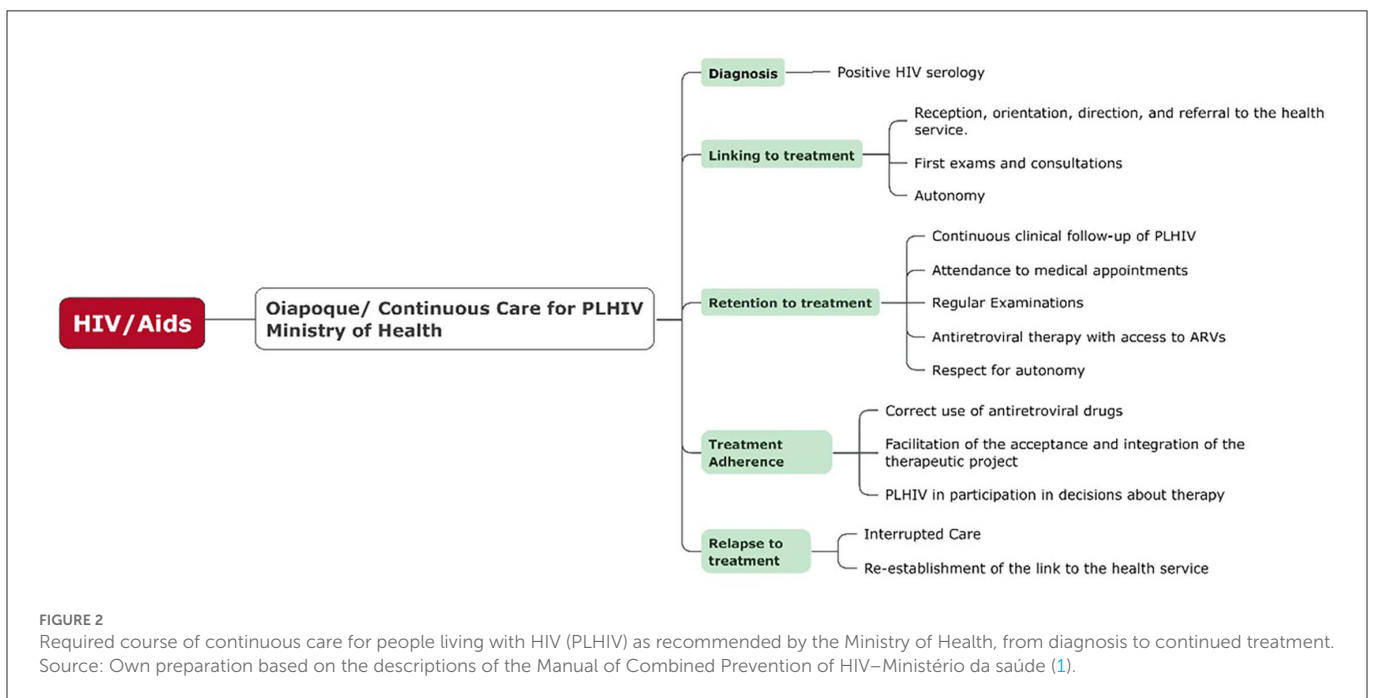 HIV/Aids
Oiapoque/ Continuous Care for PLHIV
Ministry of Health
Diagnosis
Positive HIV serology
Linking to treatment
Reception, orientation, direction, and referral to the health
service.
First exams and consultations
Autonomy
Retention to treatment
Continuous clinical follow-up of PLHIV
Attendance to medical appointments
Regular Examinations
Antiretroviral therapy with access to ARVs
Respect for autonomy
Treatment
Adherence
Correct use of antiretroviral drugs
Facilitation of the acceptance and integration of the
therapeutic project
PLHIV in participation in decisions about therapy
Relapse to
treatment
Interrupted Care
Re-establishment of the link to the health service
FIGURE 2
Required course of continuous care for people living with HIV (PLHIV) as recommended by the Ministry of Health, from diagnosis to continued treatment.
Source: Own preparation based on the descriptions of the Manual of Combined Prevention of HIV–Ministério da saúde (1).